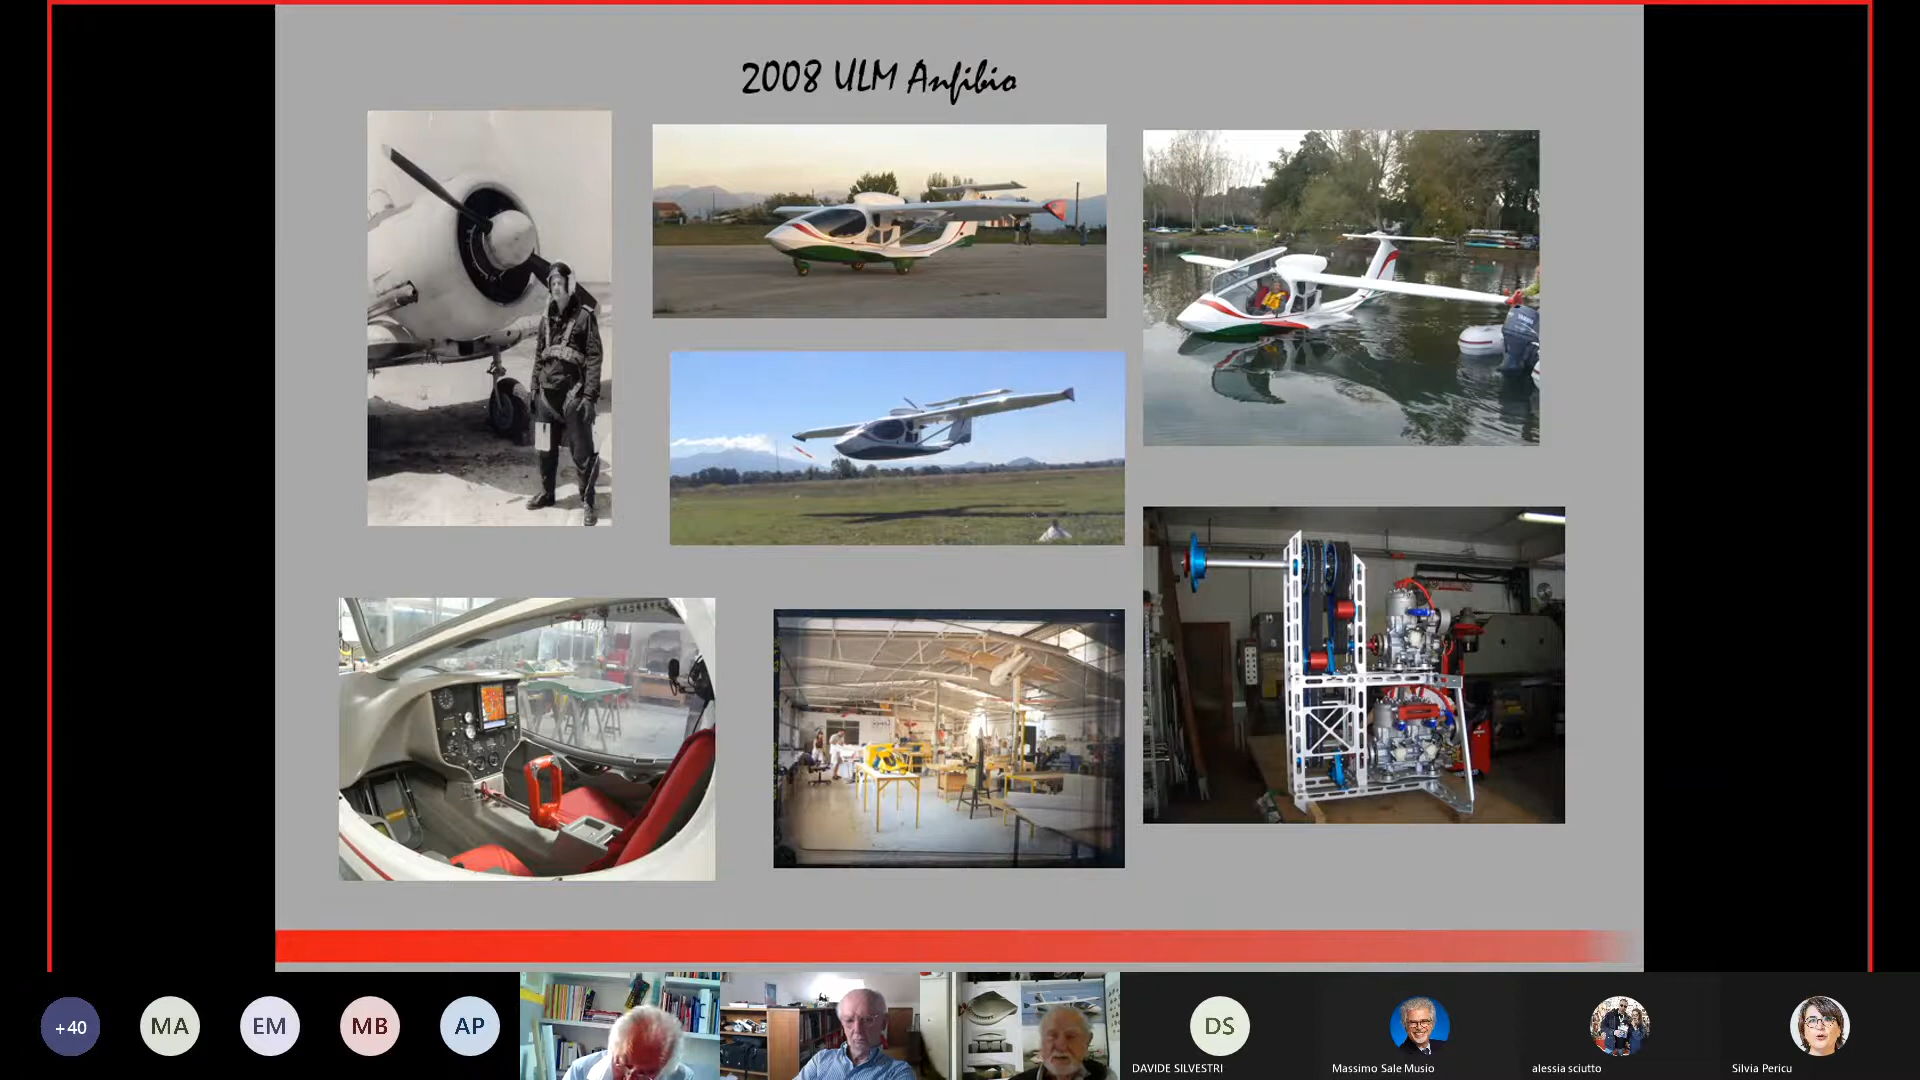 2008 ULM Anfibio
+40
MA
EM
MB
AP
DS
DAVIDE SILVESTRI
Massimo Sale Musio
alessia sciutto
Silvia Pericu